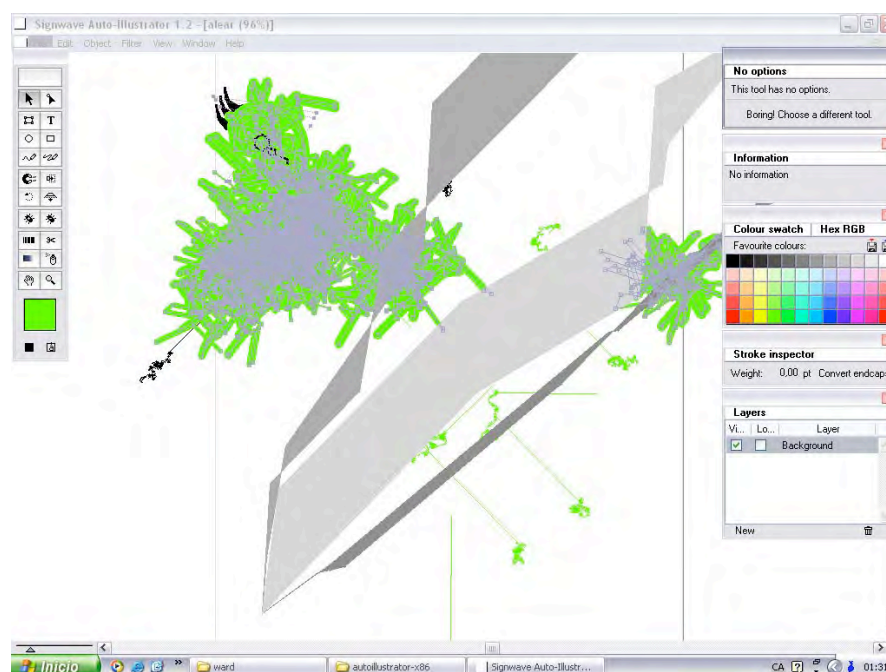 Signwave Auto-Illustrator 1.2 - [alear (96%)]
Edit Object Filter View Window Help
No options
This tool has no options.
Boring! Choose a different tool.
Information
No information
Colour swatch Hex RGB
Favourite colours:
Stroke inspector
Weight: 0,00 pt Convert endcaps
Layers
Vi... Lo... Layer
Background
New
T
Inicio » ward autoillustrator-x86 Signwave Auto-Illustr... CA 01:31